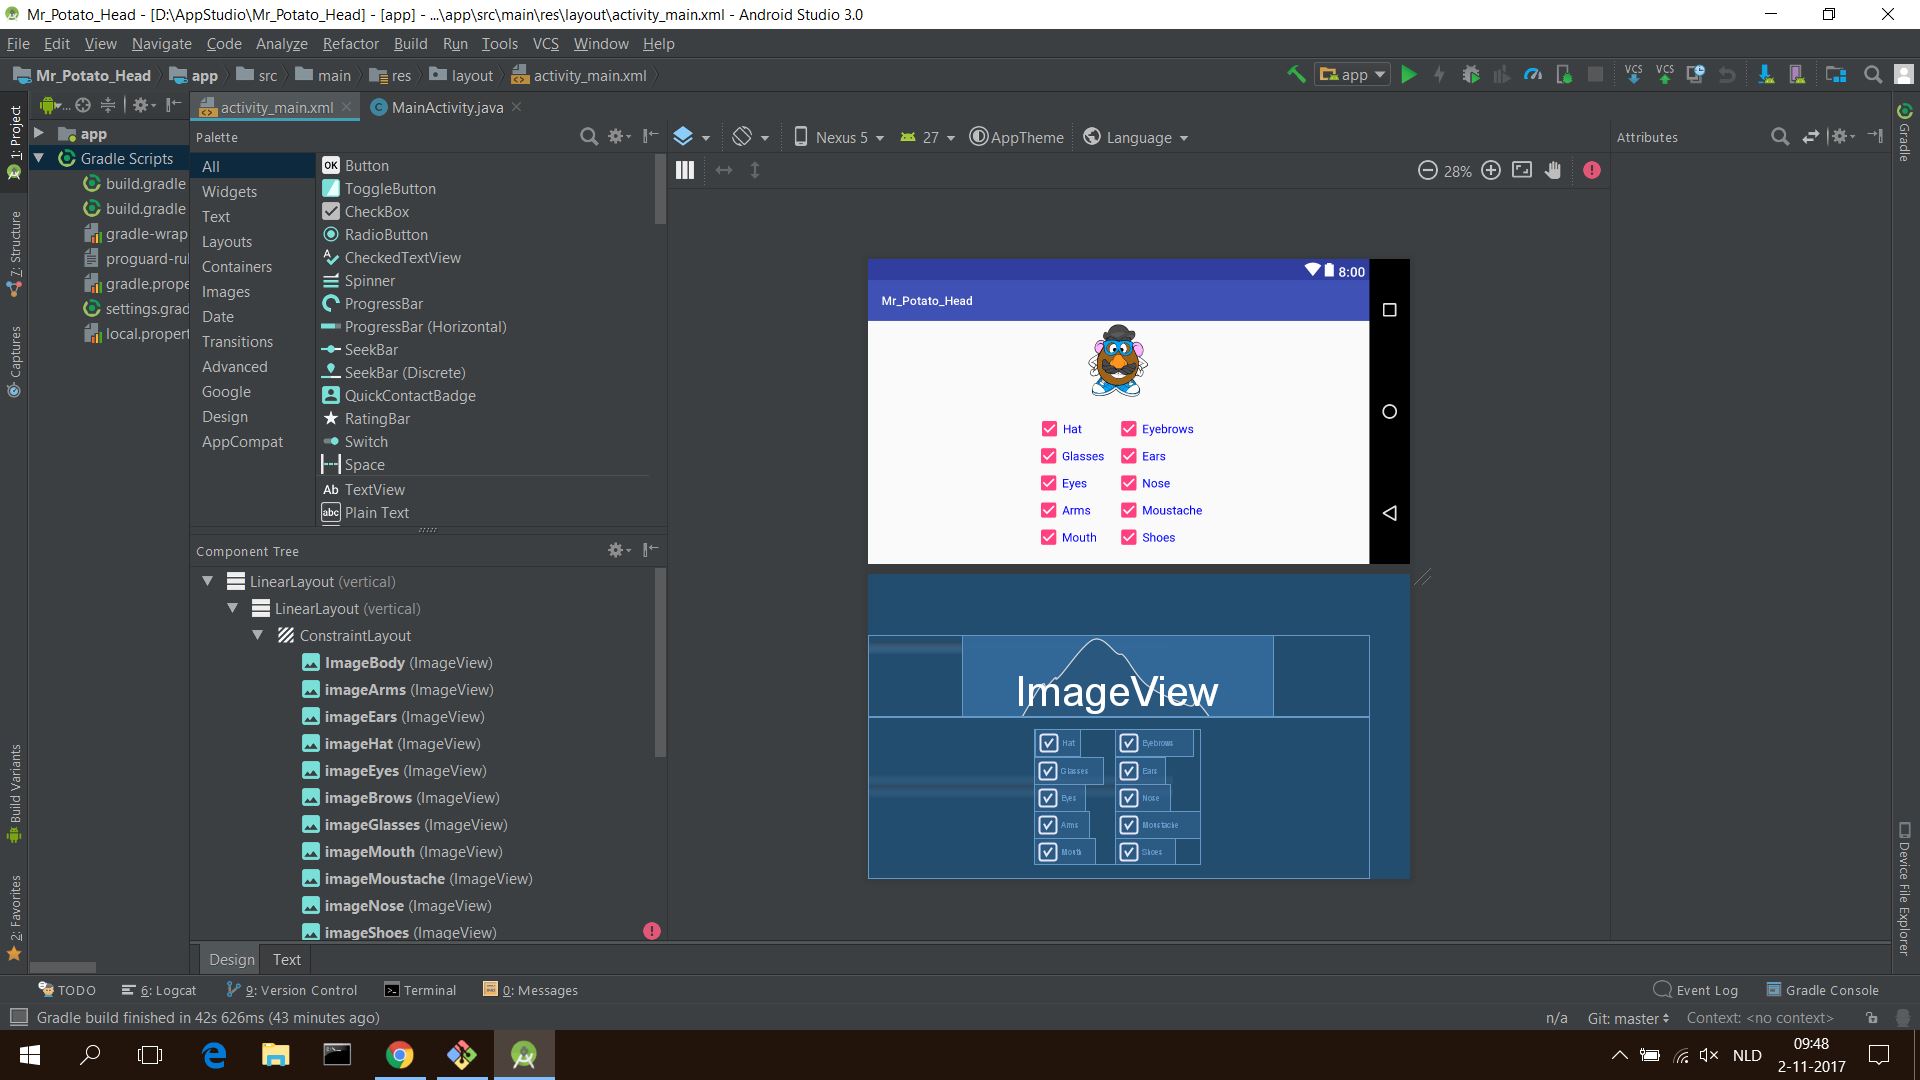 Mr_Potato_Head - [D:\AppStudio\Mr_Potato_Head] - [app] - ...\app\src\main\res\layout\activity_main.xml - Android Studio 3.0
File Edit View Navigate Code Analyze Refactor Build Run Tools VCS Window Help
Mr_Potato_Head app src main res layout activity_main.xml
app VCS VCS
1: Project
7: Structure
Captures
Build Variants
2: Favorites
...
app
Gradle Scripts
build.gradle
build.gradle
gradle-wrap
proguard-rul
gradle.prope
settings.grad
local.propert
activity_main.xml MainActivity.java
Palette
All
Widgets
Text
Layouts
Containers
Images
Date
Transitions
Advanced
Google
Design
AppCompat
OK Button
ToggleButton
CheckBox
RadioButton
CheckedTextView
Spinner
ProgressBar
ProgressBar (Horizontal)
SeekBar
SeekBar (Discrete)
QuickContactBadge
RatingBar
Switch
Space
Ab TextView
abc Plain Text
Component Tree
LinearLayout (vertical)
LinearLayout (vertical)
ConstraintLayout
ImageBody (ImageView)
imageArms (ImageView)
imageEars (ImageView)
imageHat (ImageView)
imageEyes (ImageView)
imageBrows (ImageView)
imageGlasses (ImageView)
imageMouth (ImageView)
imageMoustache (ImageView)
imageNose (ImageView)
imageShoes (ImageView)
Design Text
Nexus 5 27 AppTheme Language
28%
8:00
Mr_Potato_Head
Hat Eyebrows
Glasses Ears
Eyes Nose
Arms Moustache
Mouth Shoes
ImageView
Hat Eyebrows
Glasses Ears
Eyes Nose
Arms Moustache
Mouth Shoes
Attributes
Gradle
Device File Explorer
TODO 6: Logcat 9: Version Control Terminal 0: Messages Event Log Gradle Console
Gradle build finished in 42s 626ms (43 minutes ago) n/a Git: master Context: <no context>
NLD
09:48
2-11-2017